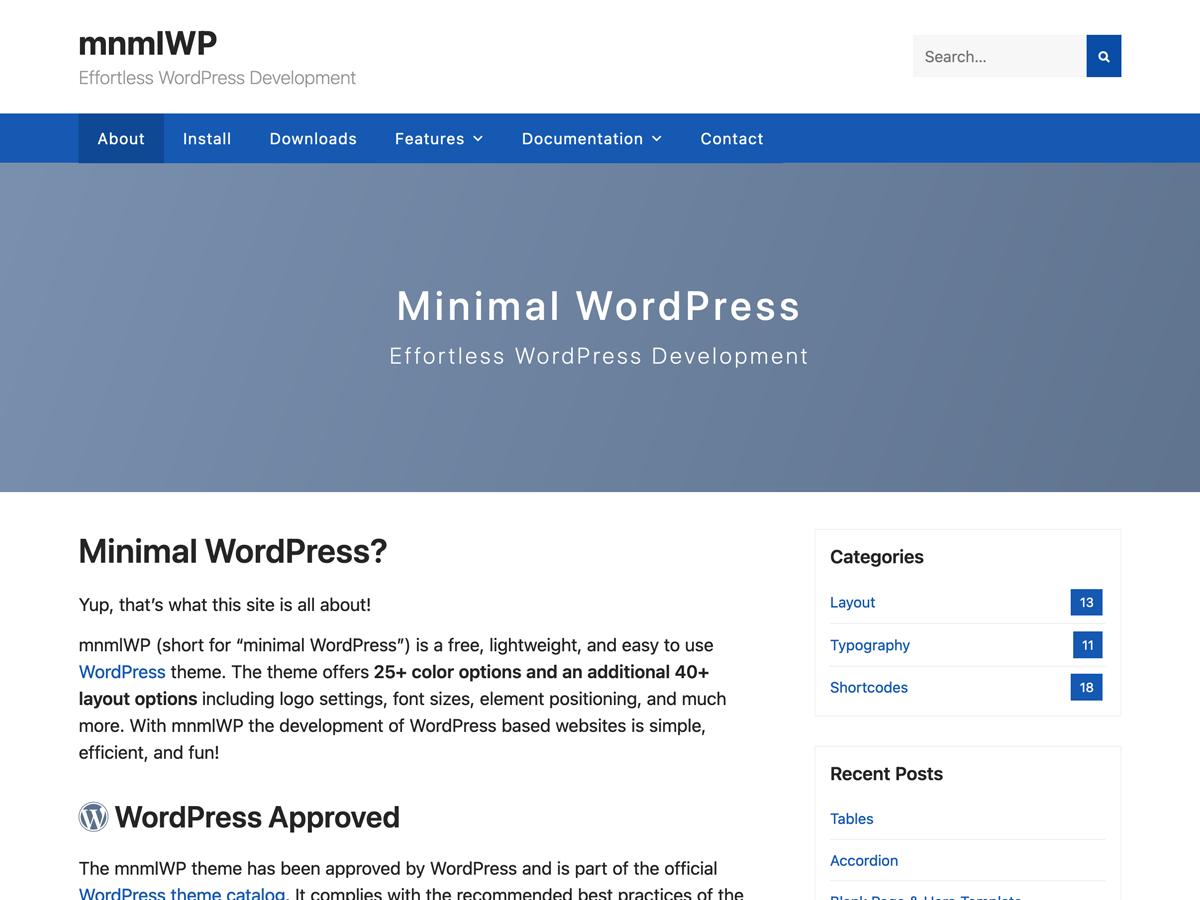 mnmlWP
Effortless WordPress Development
Search...
About Install Downloads Features Documentation Contact
Minimal WordPress
Effortless WordPress Development
Minimal WordPress?
Yup, that’s what this site is all about!
mnmlWP (short for “minimal WordPress”) is a free, lightweight, and easy to use
WordPress theme. The theme offers 25+ color options and an additional 40+
layout options including logo settings, font sizes, element positioning, and much
more. With mnmlWP the development of WordPress based websites is simple,
efficient, and fun!
WordPress Approved
The mnmlWP theme has been approved by WordPress and is part of the official
WordPress theme catalog. It complies with the recommended best practices of the
Categories
Layout 13
Typography 11
Shortcodes 18
Recent Posts
Tables
Accordion
Blank Page & Hero Template